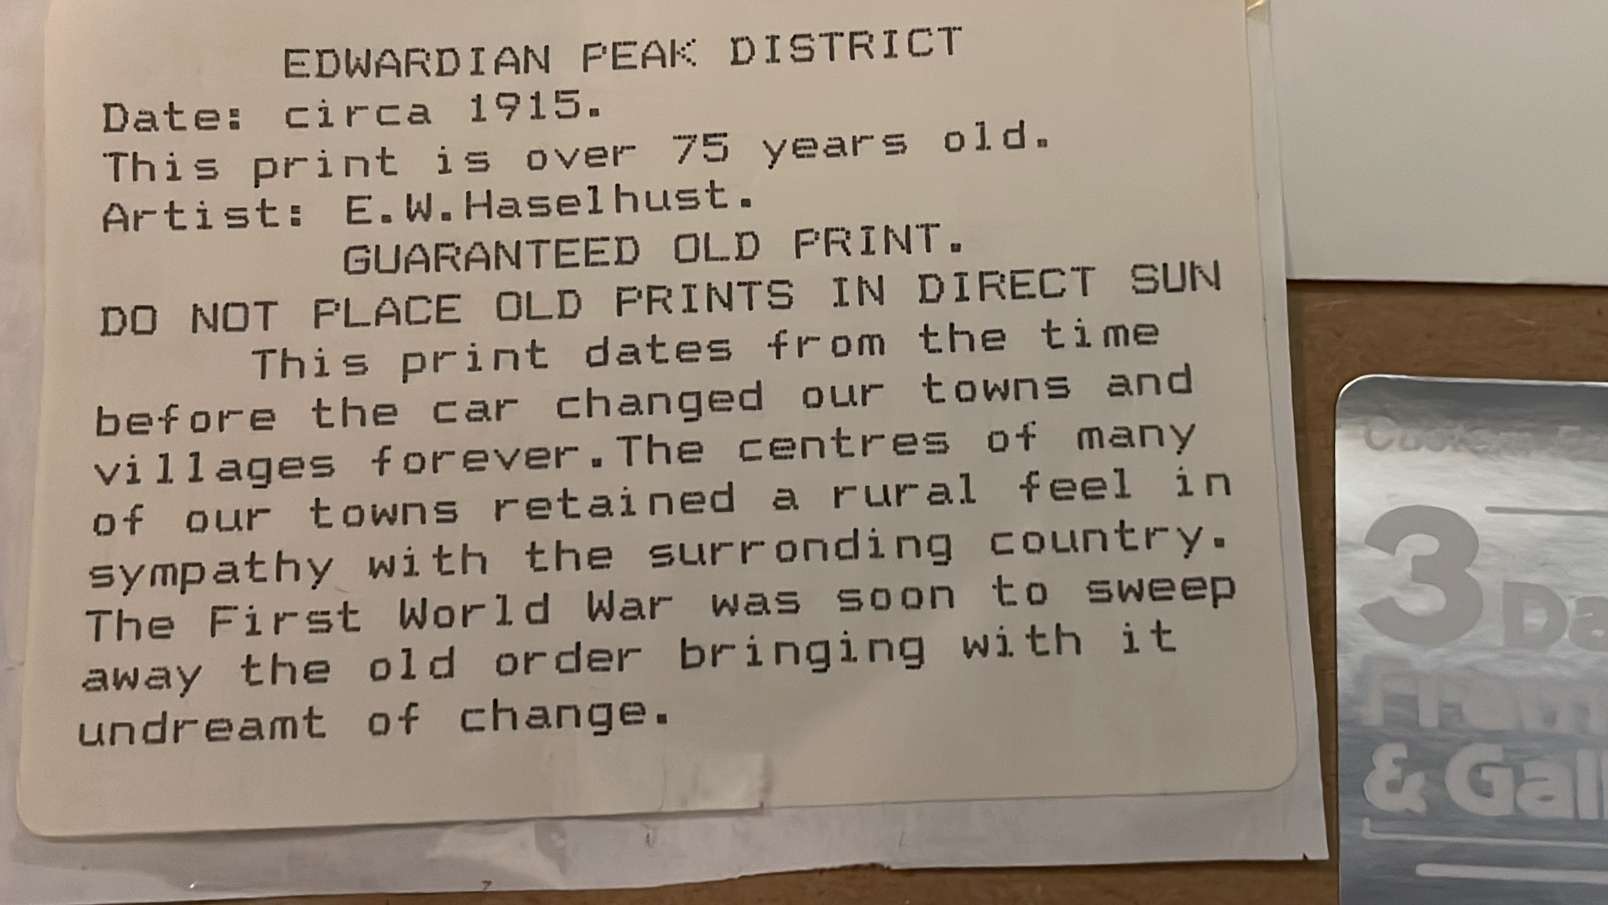 EDWARDIAN PEAK DISTRICT
Date: circa 1915.
This print is over 75 years old.
Artist: E.W.Haselhust.
GUARANTEED OLD PRINT.
DO NOT PLACE OLD PRINTS IN DIRECT SUN
This print dates from the time
before the car changed our towns and
villages forever.The centres of many
of our towns retained a rural feel in
sympathy with the surronding country.
The First World War was soon to sweep
away the old order bringing with it
undreamt of change.
3
&